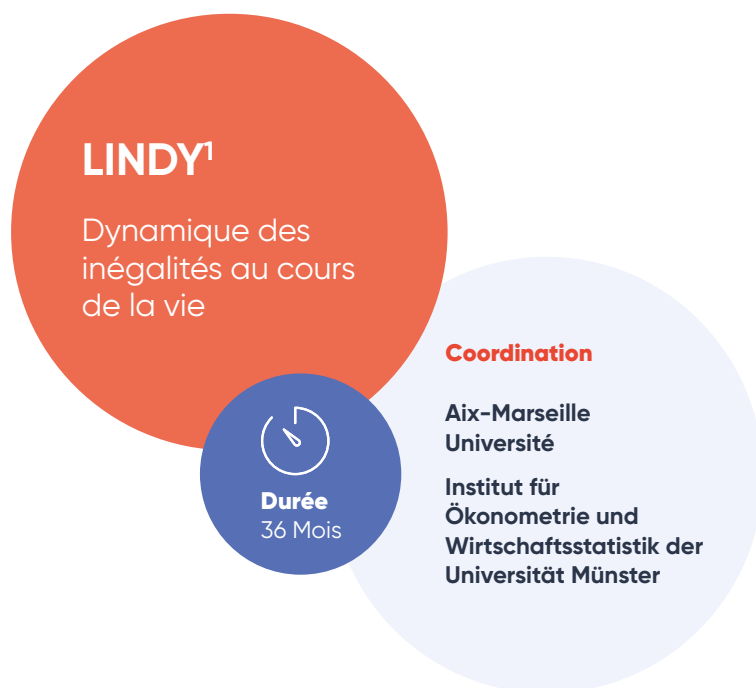 LINDY¹
Dynamique des
inégalités au cours
de la vie
Durée
36 Mois
Coordination
Aix-Marseille
Université
Institut für
Ökonometrie und
Wirtschaftsstatistik der
Universität Münster